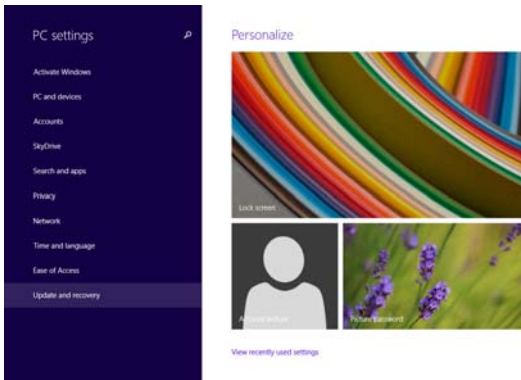 PC settings
Activate Windows
PC and devices
Accounts
SkyDrive
Search and apps
Privacy
Network
Time and language
Ease of Access
Update and recovery
Personalize
Lock screen
Account picture
Picture password
View recently used settings